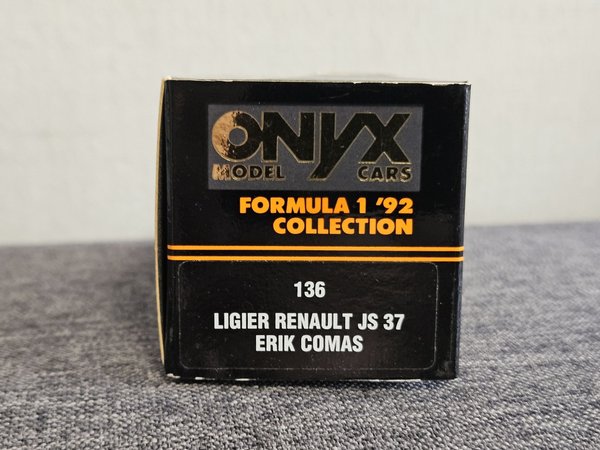 ONYX
MODEL CARS
FORMULA 1 '92
COLLECTION
136
LIGIER RENAULT JS 37
ERIK COMAS